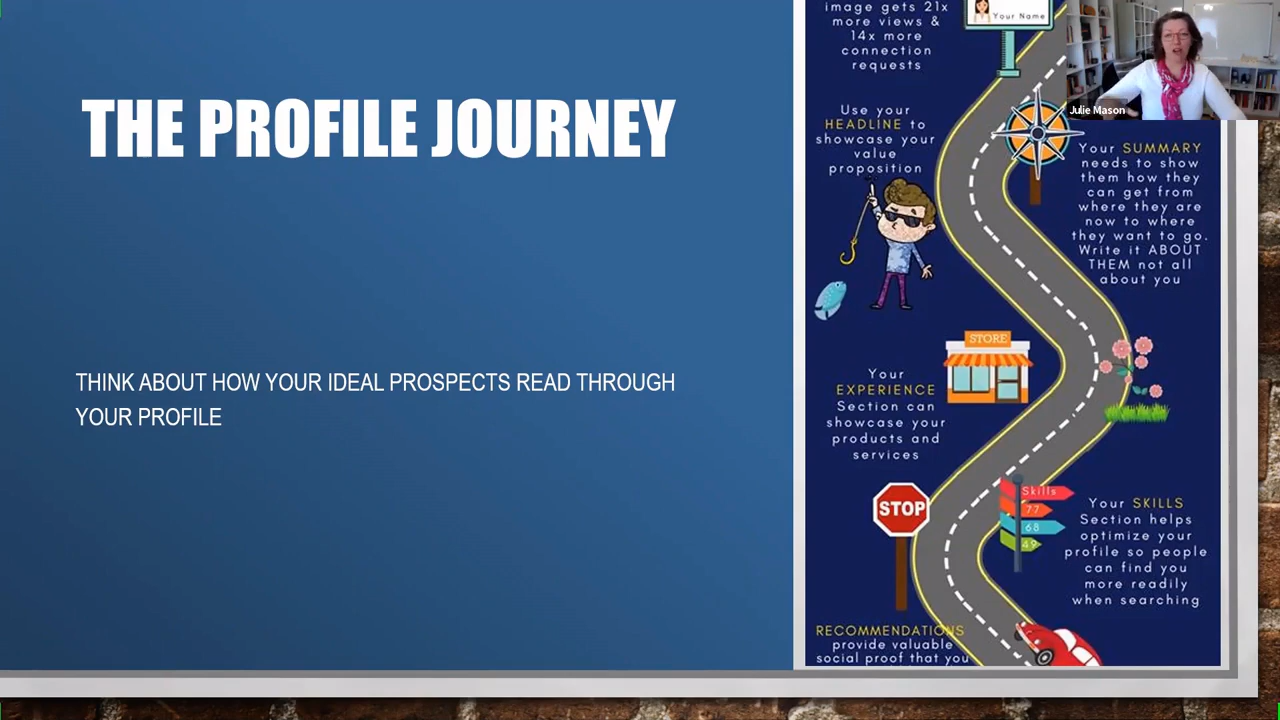 THE PROFILE JOURNEY
THINK ABOUT HOW YOUR IDEAL PROSPECTS READ THROUGH
YOUR PROFILE
image gets 21x
more views &
14x more
connection
requests
Your Name
Julie Mason
Use your
HEADLINE to
showcase your
value
proposition
Your SUMMARY
needs to show
them how they
can get from
where they are
now to where
they want to go.
Write it ABOUT
THEM not all
about you
STORE
Your
EXPERIENCE
Section can
showcase your
products and
services
STOP
Skills
77
68
49
Your SKILLS
Section helps
optimize your
profile so people
can find you
more readily
when searching
RECOMMENDATIONS
provide valuable
social proof that you